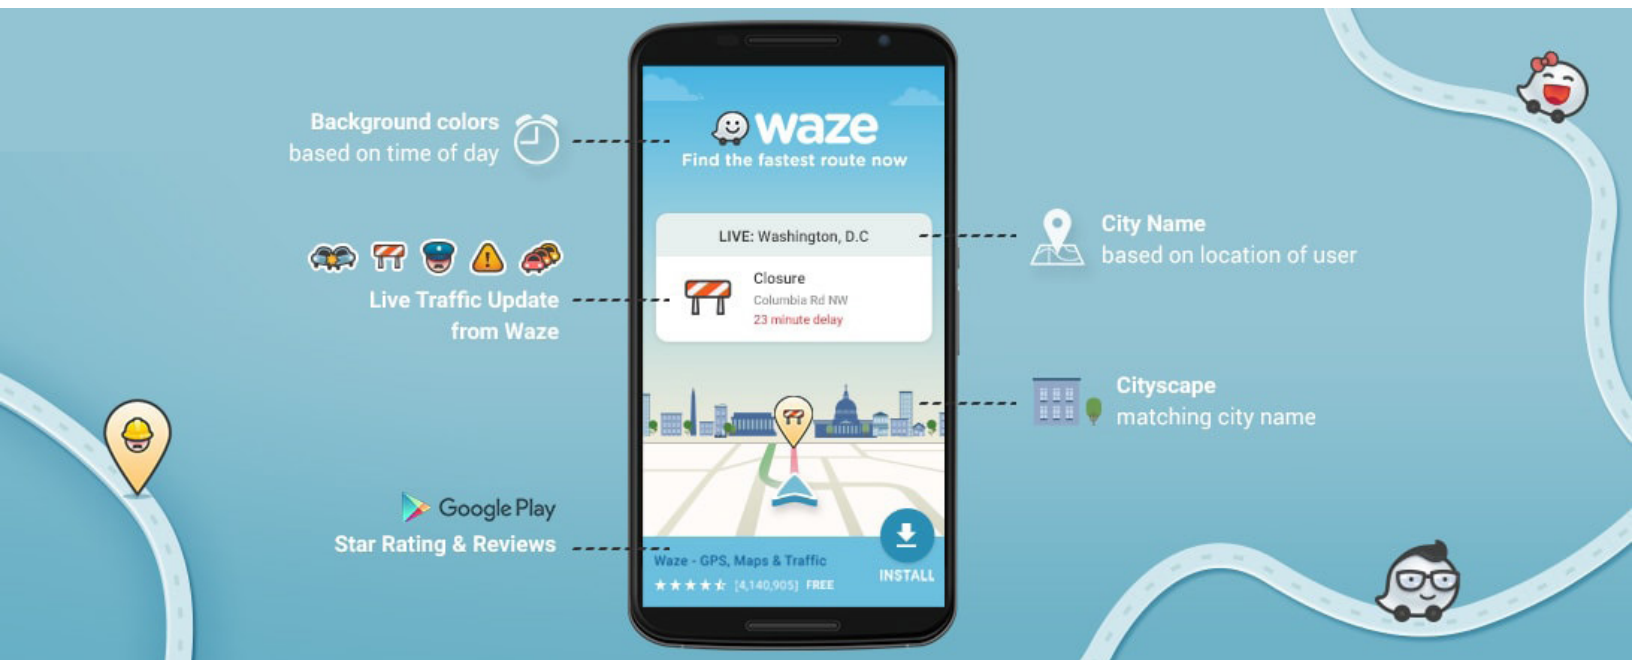 Background colors
based on time of day
Live Traffic Update
from Waze
Google Play
Star Rating & Reviews
waze
Find the fastest route now
LIVE: Washington, D.C
Closure
Columbia Rd NW
23 minute delay
Waze - GPS, Maps & Traffic
[4,140,905] FREE
INSTALL
City Name
based on location of user
Cityscape
matching city name